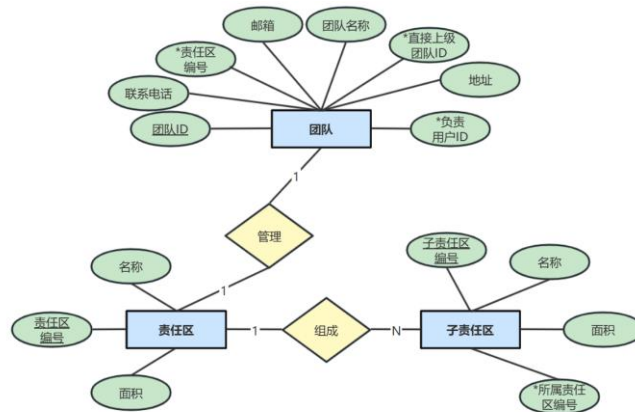 邮箱
团队名称
*责任区
编号
*直接上级
团队ID
联系电话
地址
团队ID
团队
*负责
用户ID
1
管理
1
名称
子责任区
编号
名称
责任区
编号
责任区
1
组成
N
子责任区
面积
面积
*所属责任
区编号